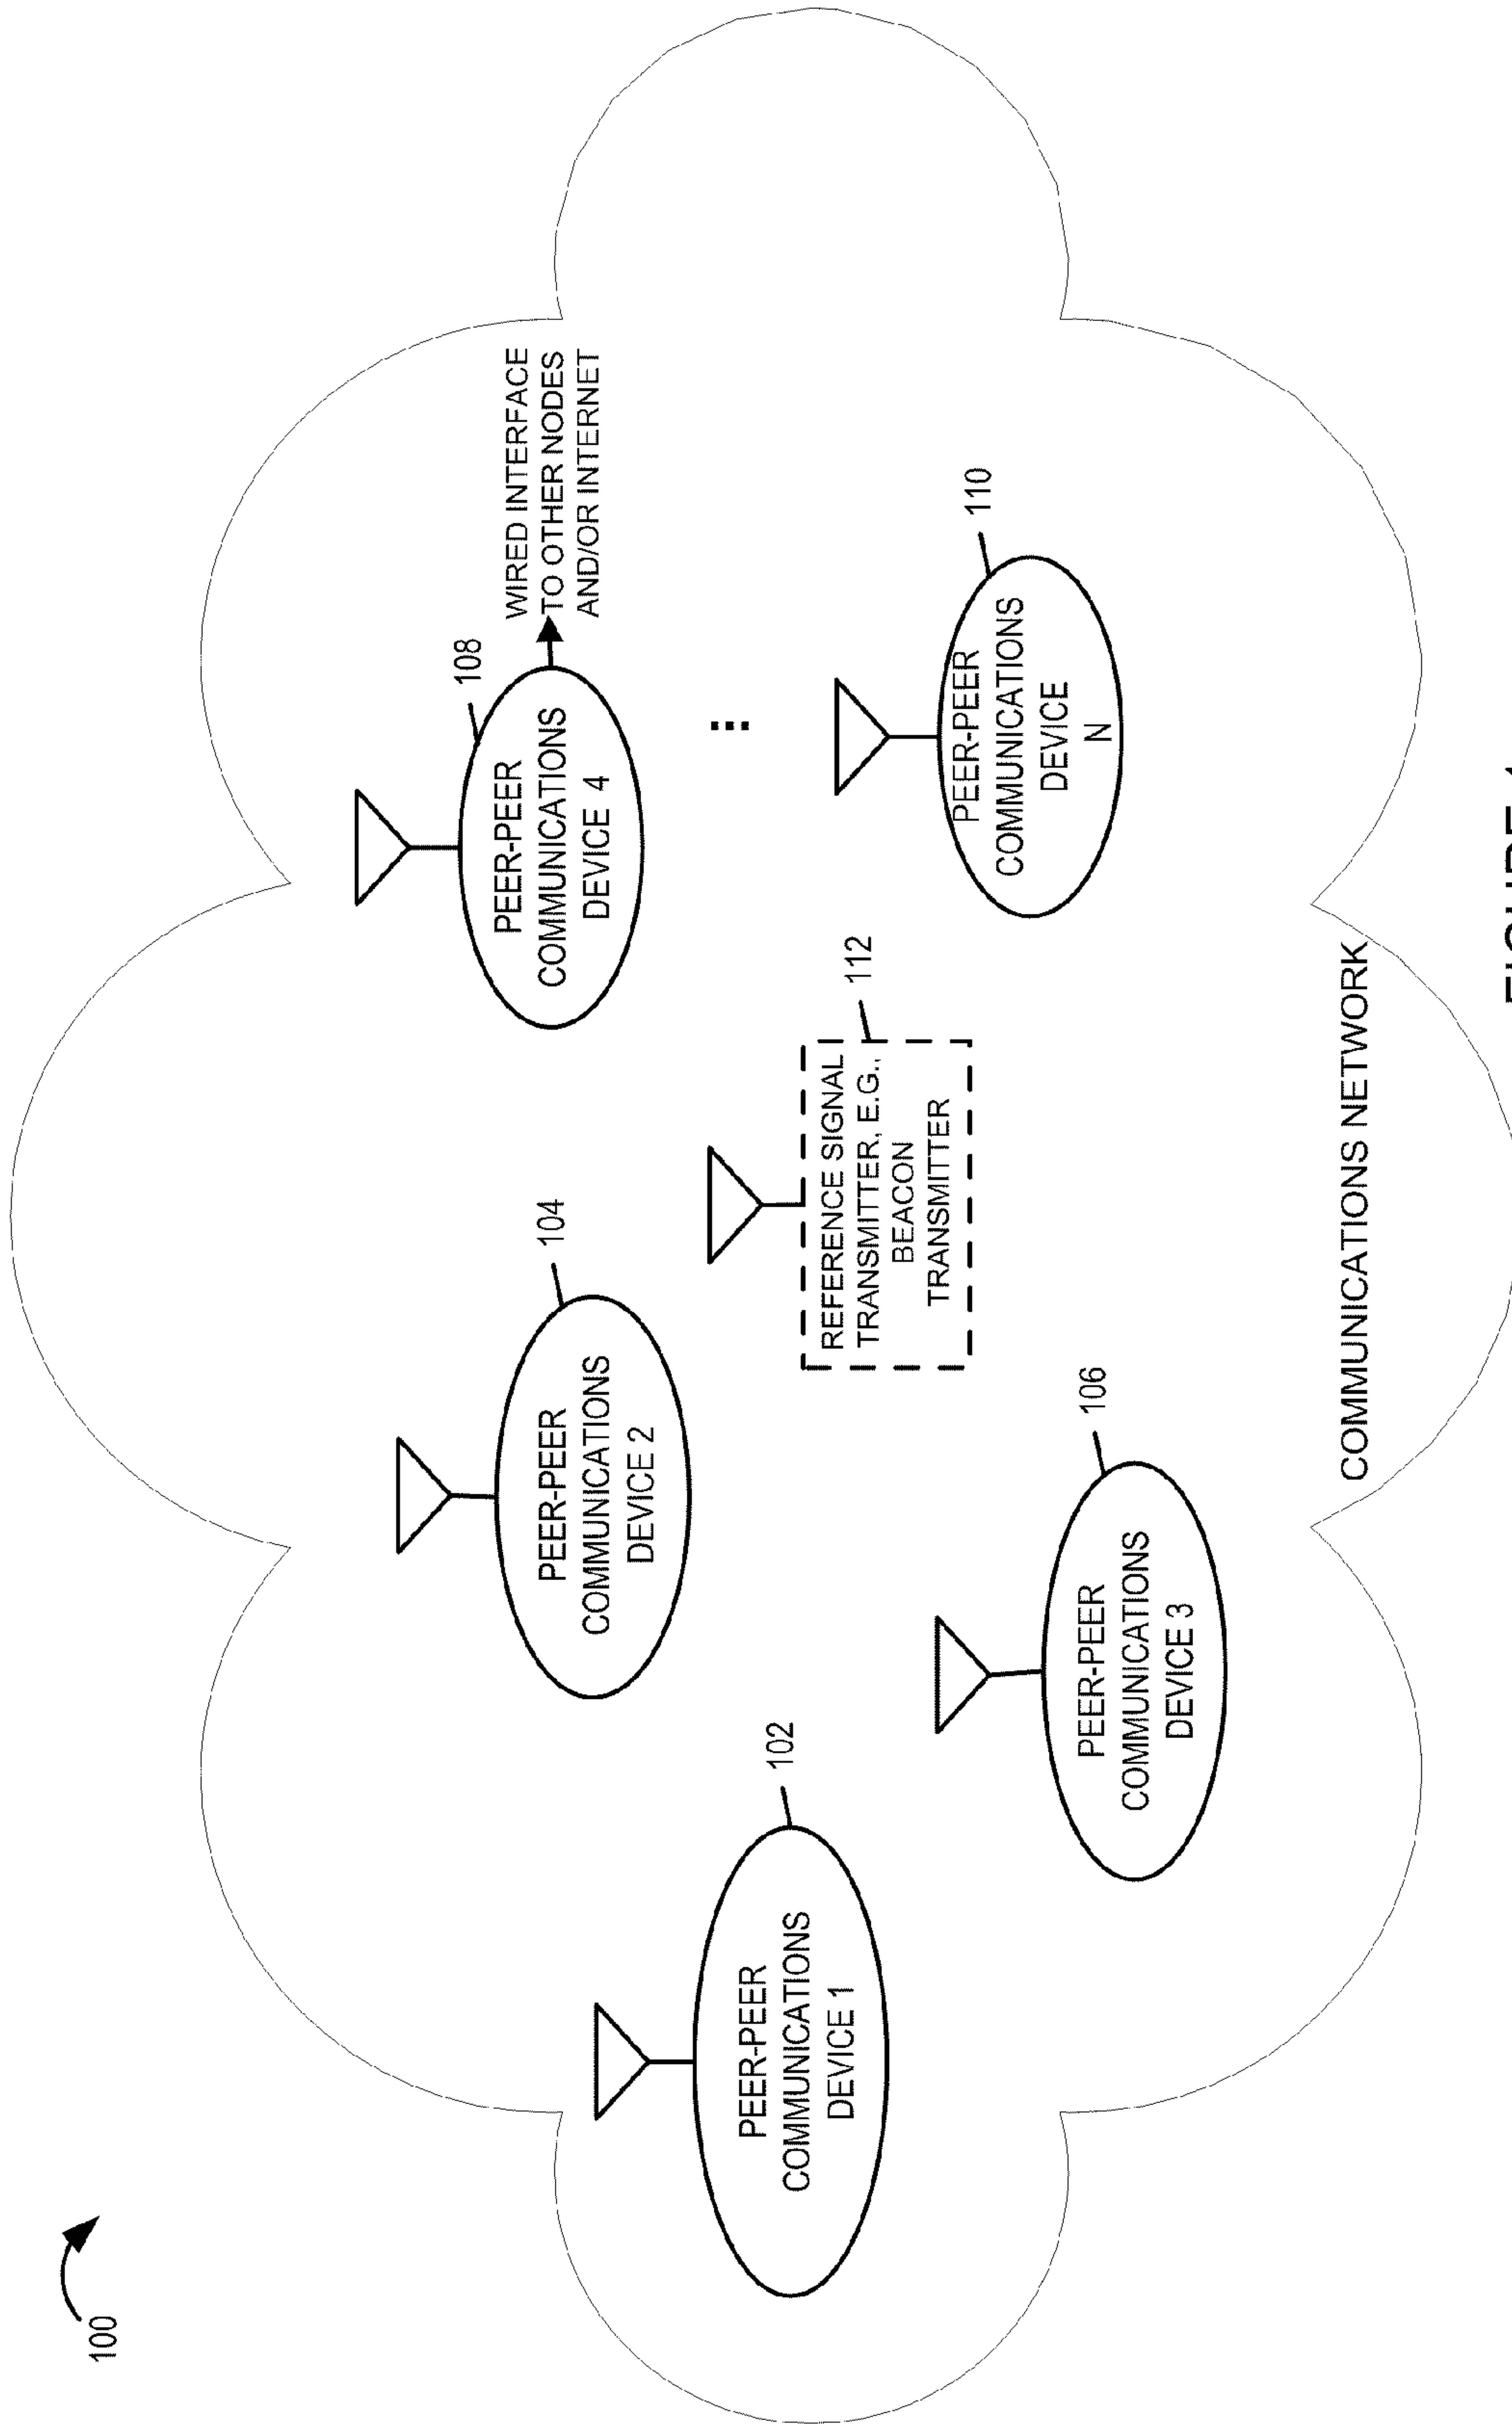 100
PEER-PEER
COMMUNICATIONS
DEVICE 1
102
PEER-PEER
COMMUNICATIONS
DEVICE 2
104
PEER-PEER
COMMUNICATIONS
DEVICE 3
106
REFERENCE SIGNAL
TRANSMITTER, E.G.,
BEACON
TRANSMITTER
112
PEER-PEER
COMMUNICATIONS
DEVICE 4
108
WIRED INTERFACE
TO OTHER NODES
AND/OR INTERNET
PEER-PEER
COMMUNICATIONS
DEVICE
N
110
COMMUNICATIONS NETWORK